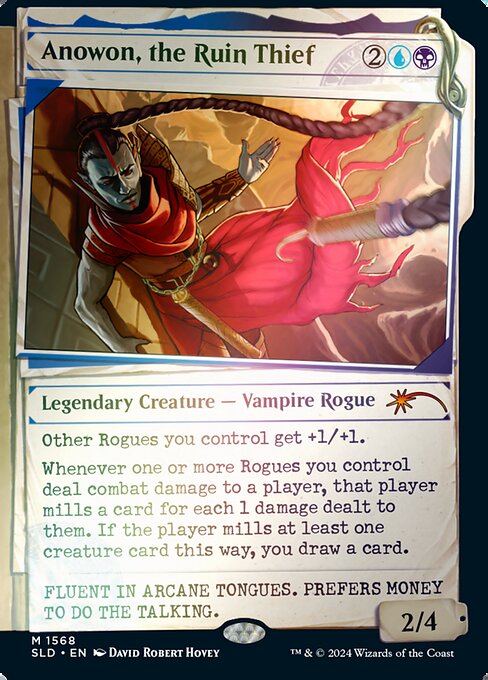 Anowon, the Ruin Thief 2
Legendary Creature — Vampire Rogue
Other Rogues you control get +1/+1.
Whenever one or more Rogues you control
deal combat damage to a player, that player
mills a card for each 1 damage dealt to
them. If the player mills at least one
creature card this way, you draw a card.
FLUENT IN ARCANE TONGUES. PREFERS MONEY
TO DO THE TALKING.
2/4
M 1568
SLD • EN David Robert Hovey
™ & © 2024 Wizards of the Coast